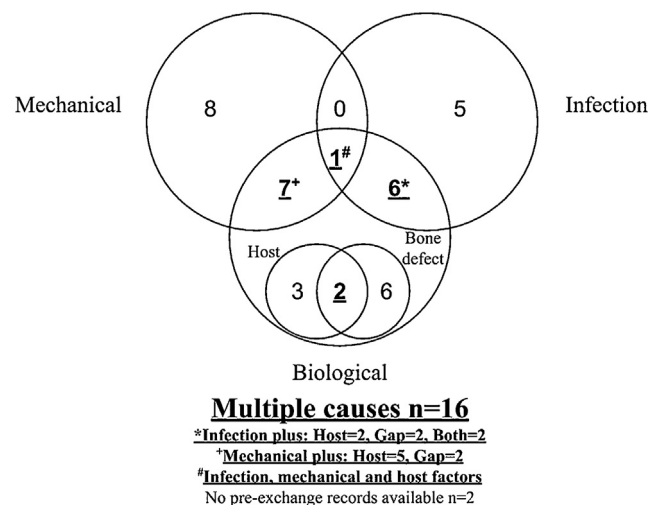 8
0
5
Mechanical
Infection
1#
7+
6*
Host
Bone
defect
3
2
6
Biological
Multiple causes n=16
*Infection plus: Host=2, Gap=2, Both=2
+Mechanical plus: Host=5, Gap=2
#Infection, mechanical and host factors
No pre-exchange records available n=2